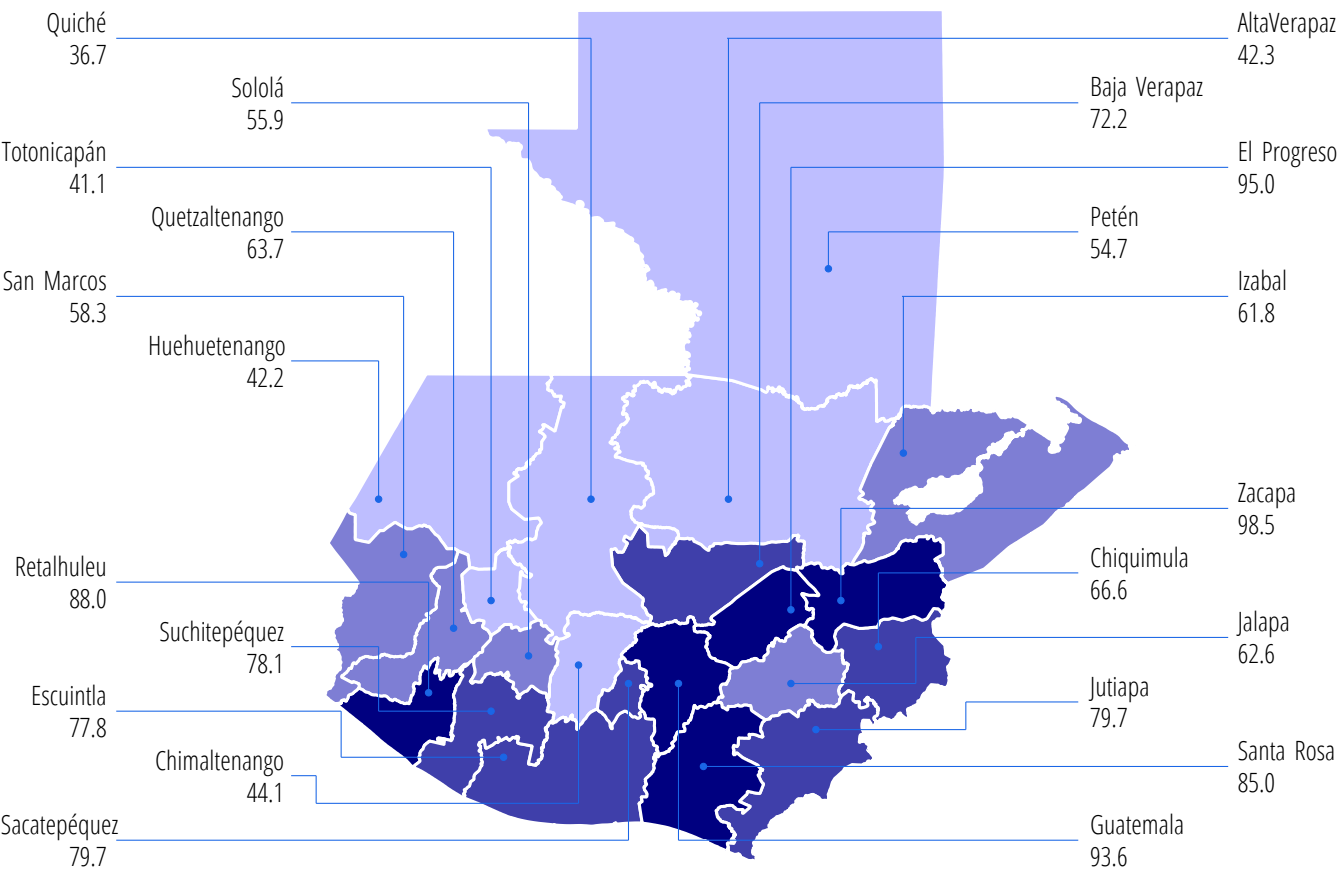 Quiché
36.7
Sololá
55.9
Totonicapán
41.1
Quetzaltenango
63.7
San Marcos
58.3
Huehuetenango
42.2
Retalhuleu
88.0
Suchitepéquez
78.1
Escuintla
77.8
Chimaltenango
44.1
Sacatepéquez
79.7
AltaVerapaz
42.3
Baja Verapaz
72.2
El Progreso
95.0
Petén
54.7
Izabal
61.8
Zacapa
98.5
Chiquimula
66.6
Jalapa
62.6
Jutiapa
79.7
Santa Rosa
85.0
Guatemala
93.6